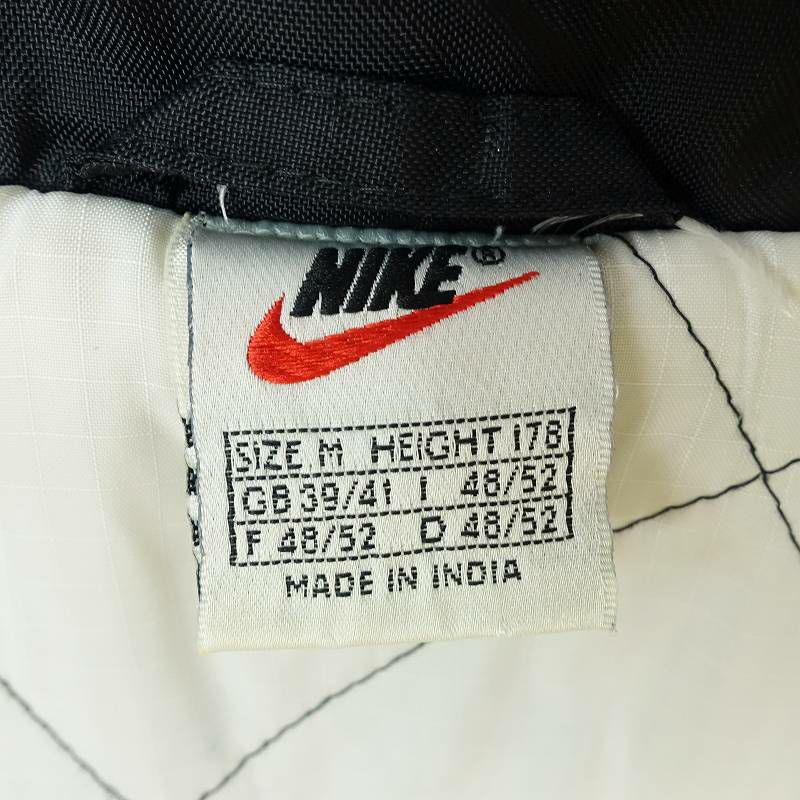 NIKE®
SIZE M HEIGHT 178
GB 39/41 I 48/52
F 48/52 D 48/52
MADE IN INDIA